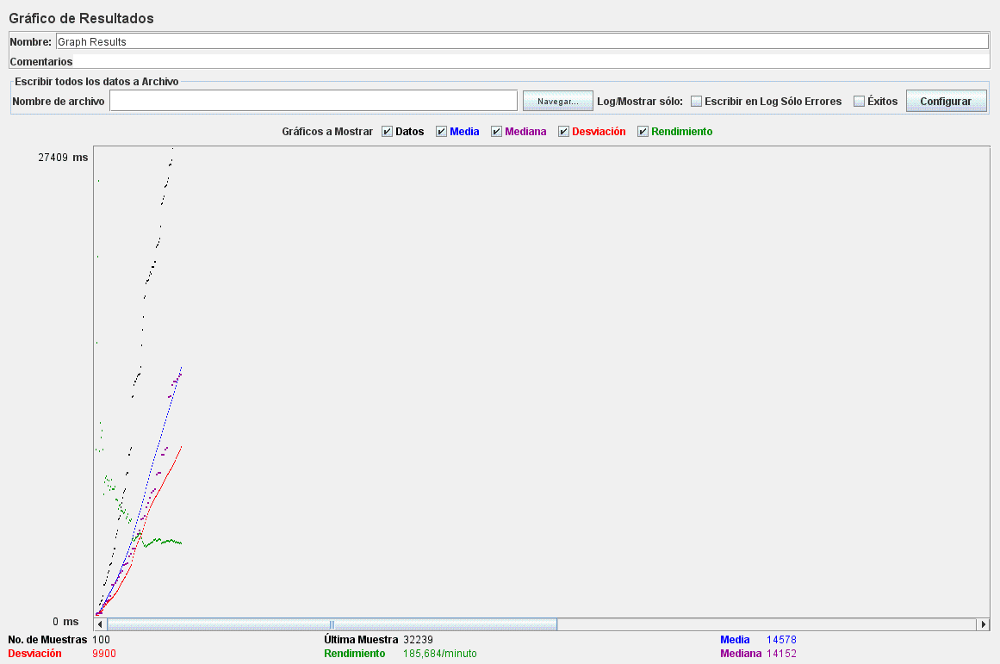 Gráfico de Resultados
Nombre: Graph Results
Comentarios
Escribir todos los datos a Archivo
Nombre de archivo Navegar... Log/Mostrar sólo: Escribir en Log Sólo Errores Éxitos Configurar
Gráficos a Mostrar Datos Media Mediana Desviación Rendimiento
27409 ms
0 ms
No. de Muestras 100 Última Muestra 32239 Media 14578
Desviación 9900 Rendimiento 185,684/minuto Mediana 14152